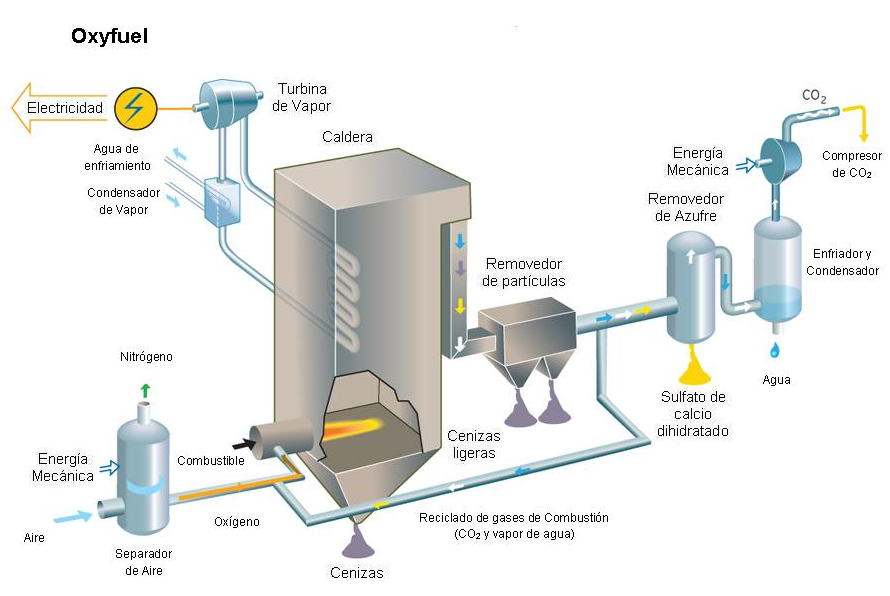 Oxyfuel
Electricidad
Turbina
de Vapor
Agua de
enfriamiento
Condensador
de Vapor
Caldera
CO₂
Energía
Mecánica
Compresor
de CO₂
Removedor
de Azufre
Enfriador y
Condensador
Removedor
de partículas
Agua
Sulfato de
calcio
dihidratado
Nitrógeno
Cenizas
ligeras
Combustible
Energía
Mecánica
Oxígeno
Aire
Separador
de Aire
Reciclado de gases de Combustión
(CO₂ y vapor de agua)
Cenizas